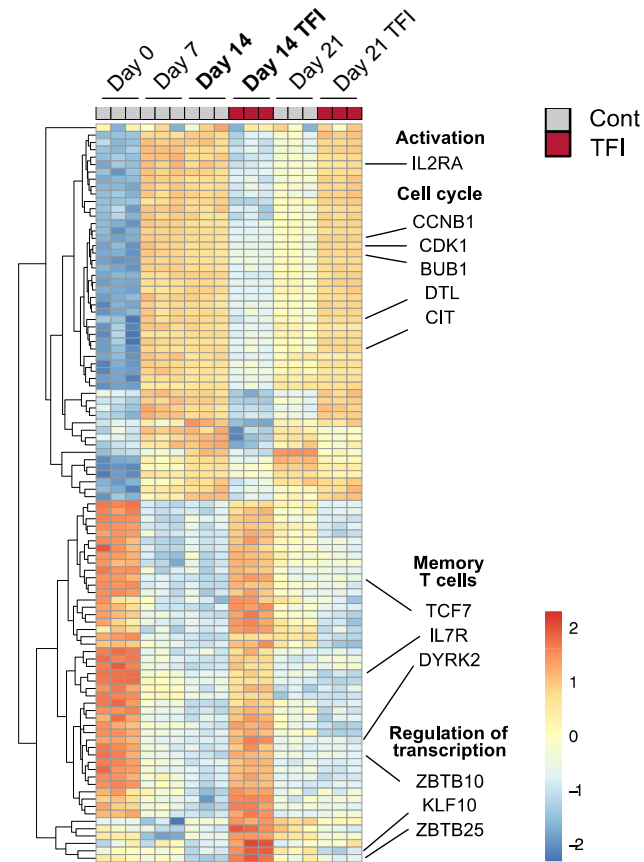 Day 0
Day 7
Day 14
Day 14 TFI
Day 21
Day 21 TFI
Cont
TFI
Activation
IL2RA
Cell cycle
CCNB1
CDK1
BUB1
DTL
CIT
Memory
T cells
TCF7
IL7R
DYRK2
Regulation of
transcription
ZBTB10
KLF10
ZBTB25
2
1
0
−1
−2